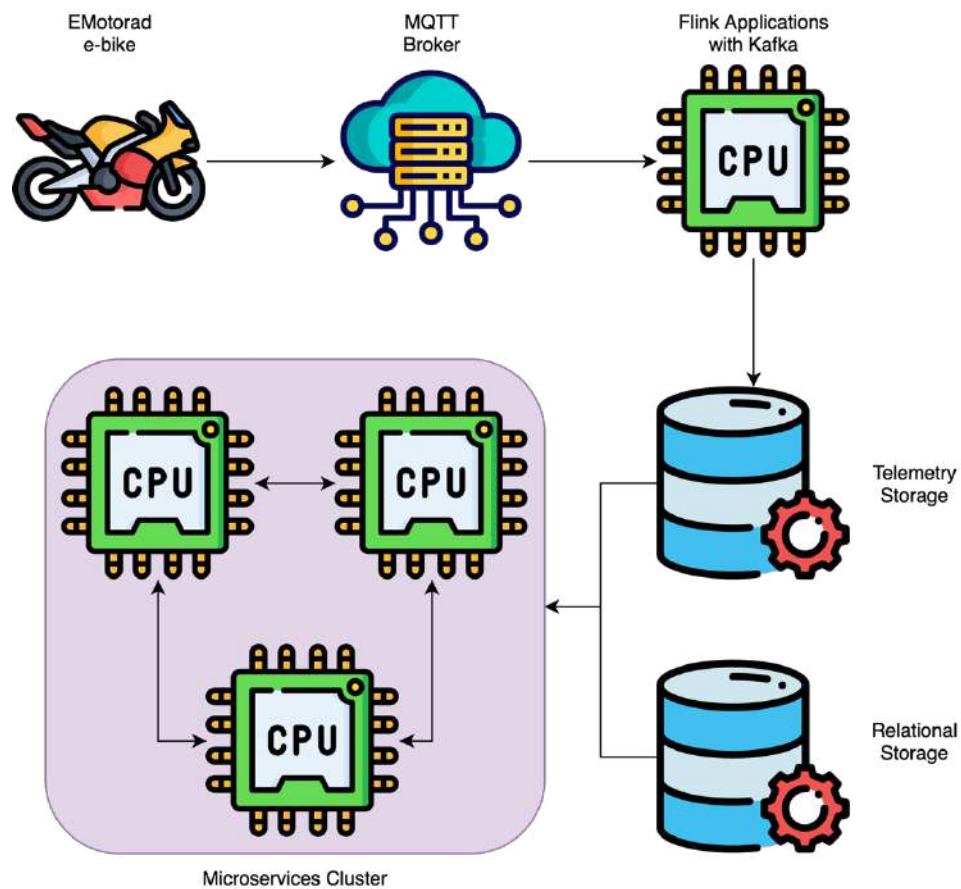 EMotorad
e-bike
MQTT
Broker
Flink Applications
with Kafka
CPU
CPU
CPU
Telemetry
Storage
CPU
Relational
Storage
Microservices Cluster